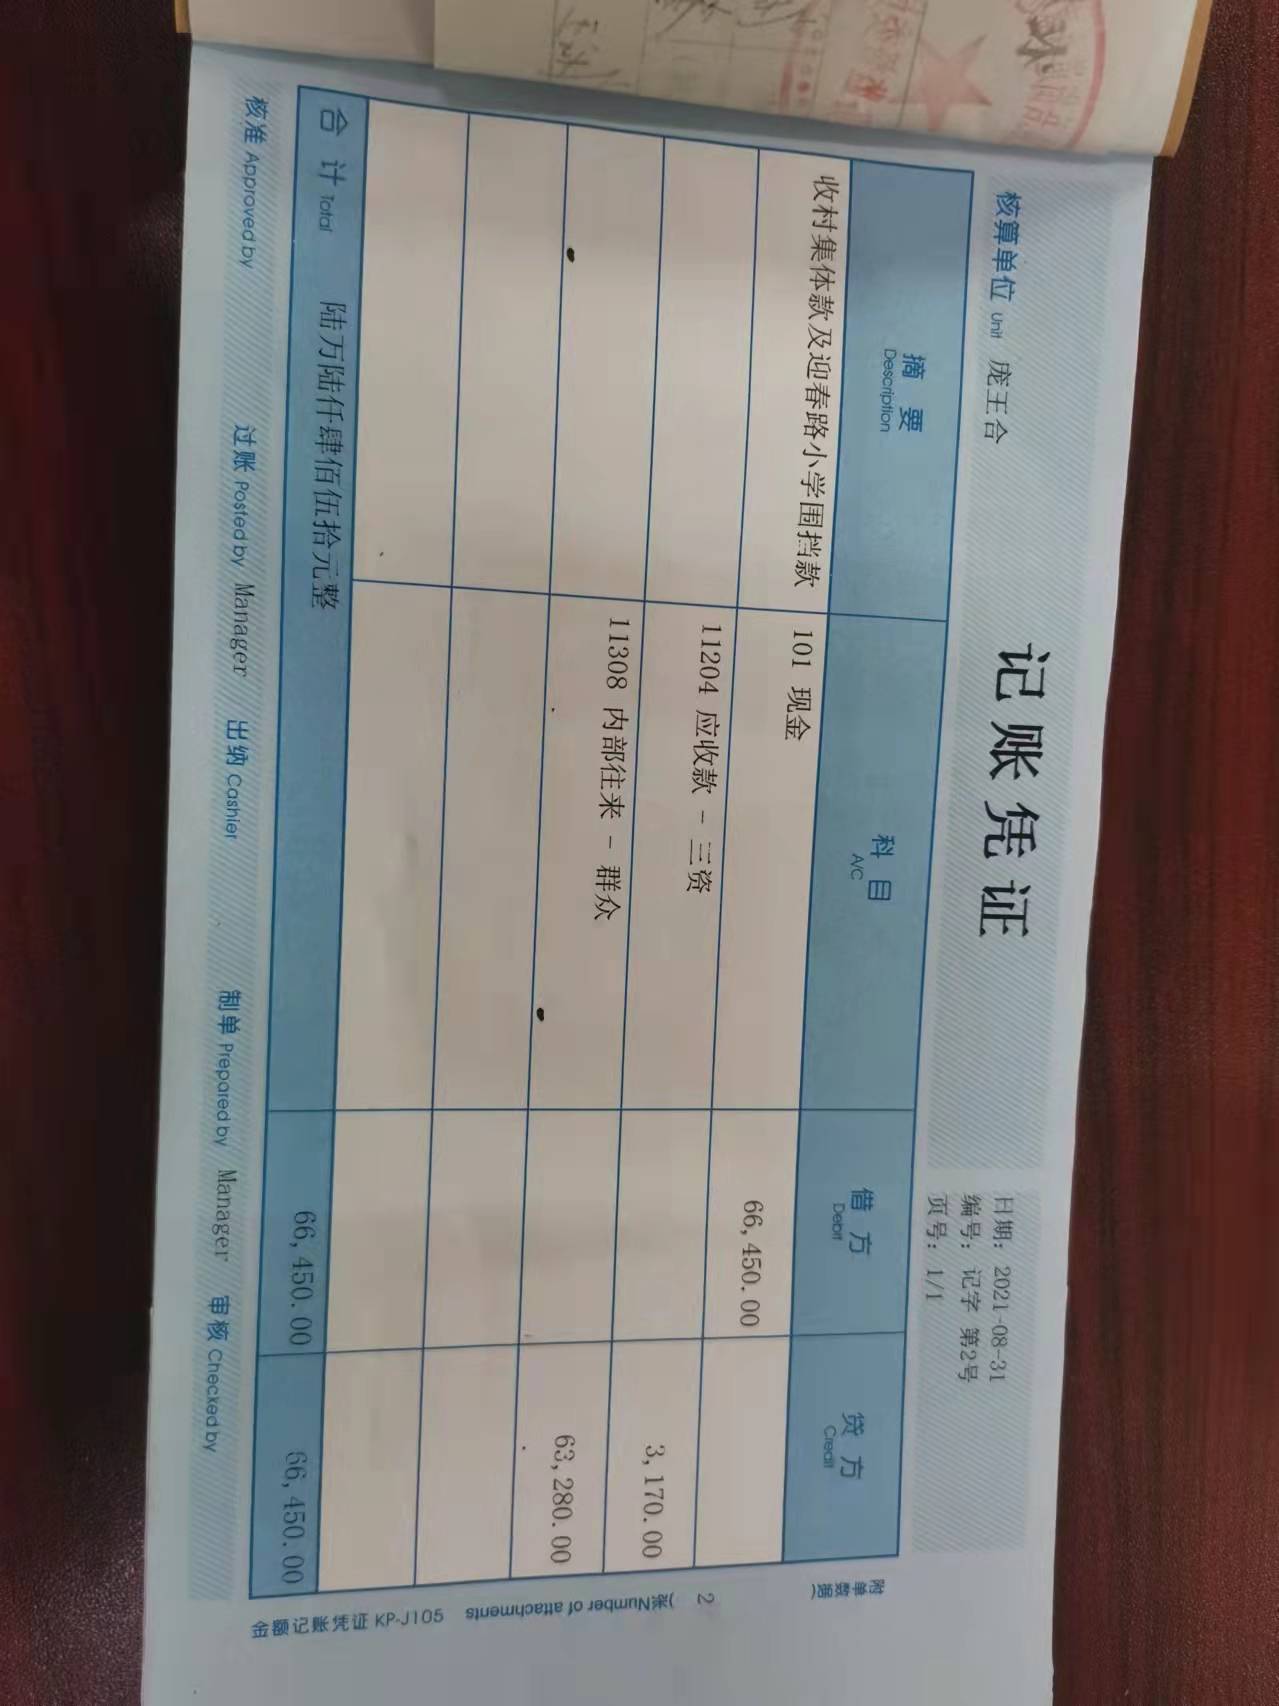 记账凭证
核算单位 Unit 庞王合
日期：2021-08-31
编号：记字 第2号
页号：1/1
摘 要 Description 科 目 A/C 借 方 Debit 贷 方 Credit
收村集体款及迎春路小学围挡款 101 现金 66,450.00
11204 应收款 - 三资 3,170.00
11308 内部往来 - 群众 63,280.00
合 计 Total 陆万陆仟肆佰伍拾元整 66,450.00 66,450.00
核准 Approved by 过账 Posted by Manager 出纳 Cashier 制单 Prepared by Manager 审核 Checked by
附单数据( 2 )张 Number of attachments
金额记账凭证 KP-J105